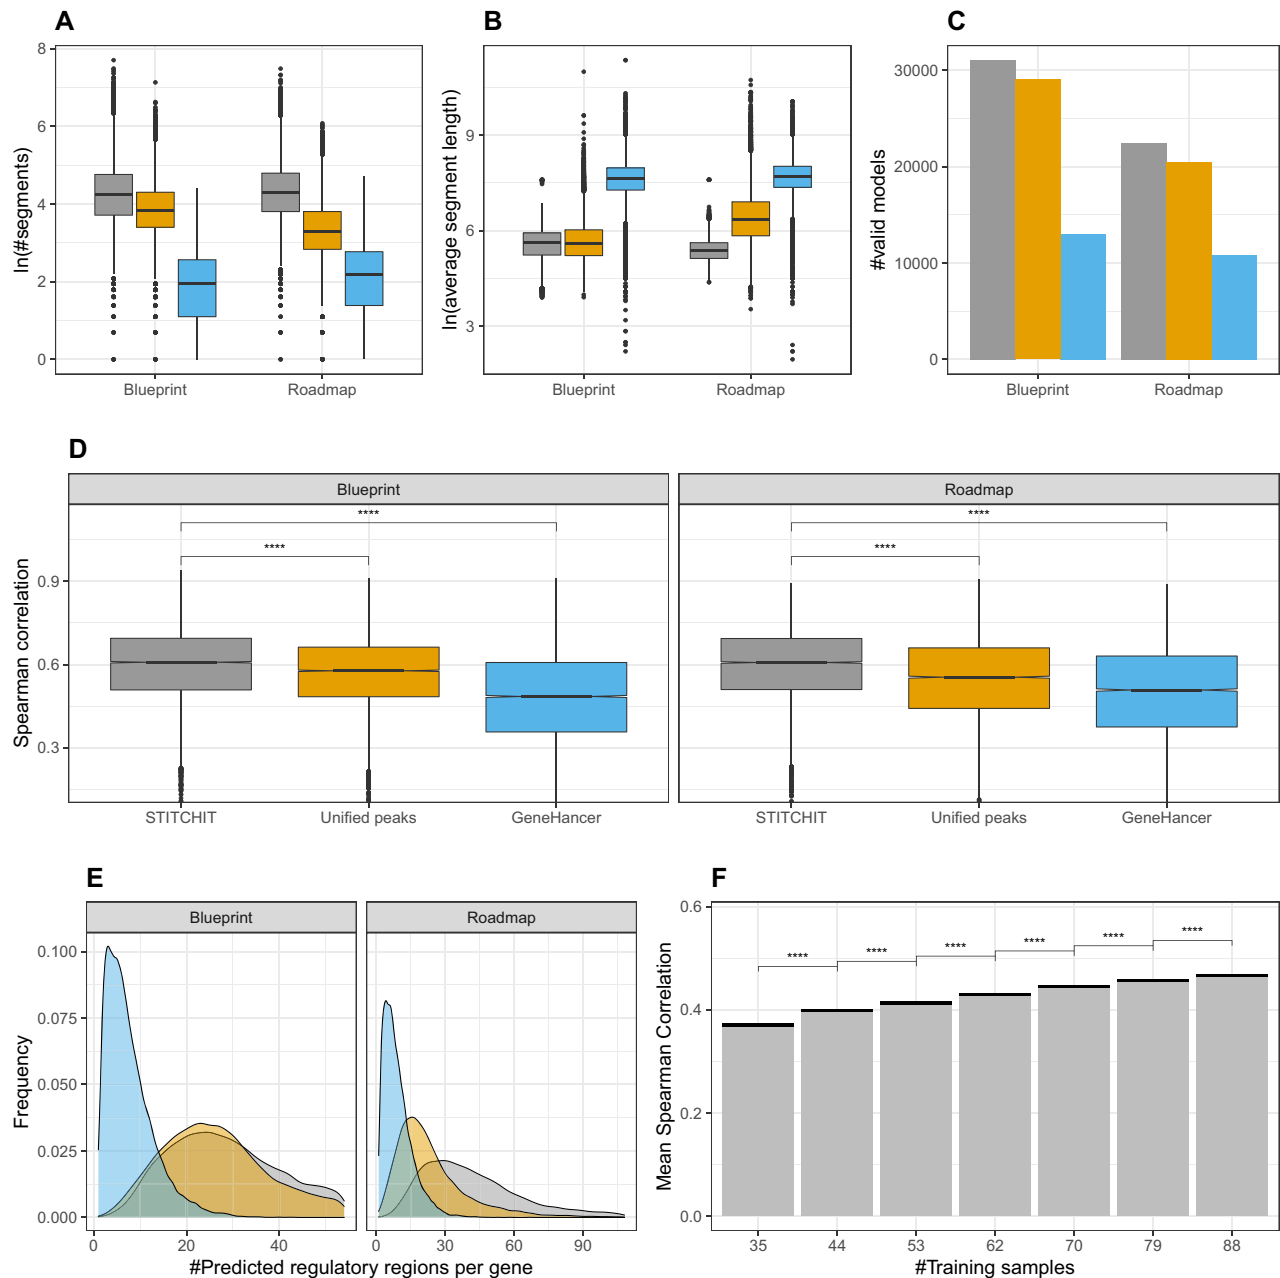 A
B
C
8
6
4
2
0
ln(#segments)
Blueprint
Roadmap
9
6
3
ln(average segment length)
Blueprint
Roadmap
30000
20000
10000
0
#valid models
Blueprint
Roadmap
D
Blueprint
Roadmap
****
****
****
****
0.9
0.6
0.3
Spearman correlation
STITCHIT
Unified peaks
GeneHancer
STITCHIT
Unified peaks
GeneHancer
E
Blueprint
Roadmap
0.100
0.075
0.050
0.025
0.000
Frequency
0
20
40
0
30
60
90
#Predicted regulatory regions per gene
F
0.6
0.4
0.2
0.0
Mean Spearman Correlation
****
****
****
****
****
****
35
44
53
62
70
79
88
#Training samples